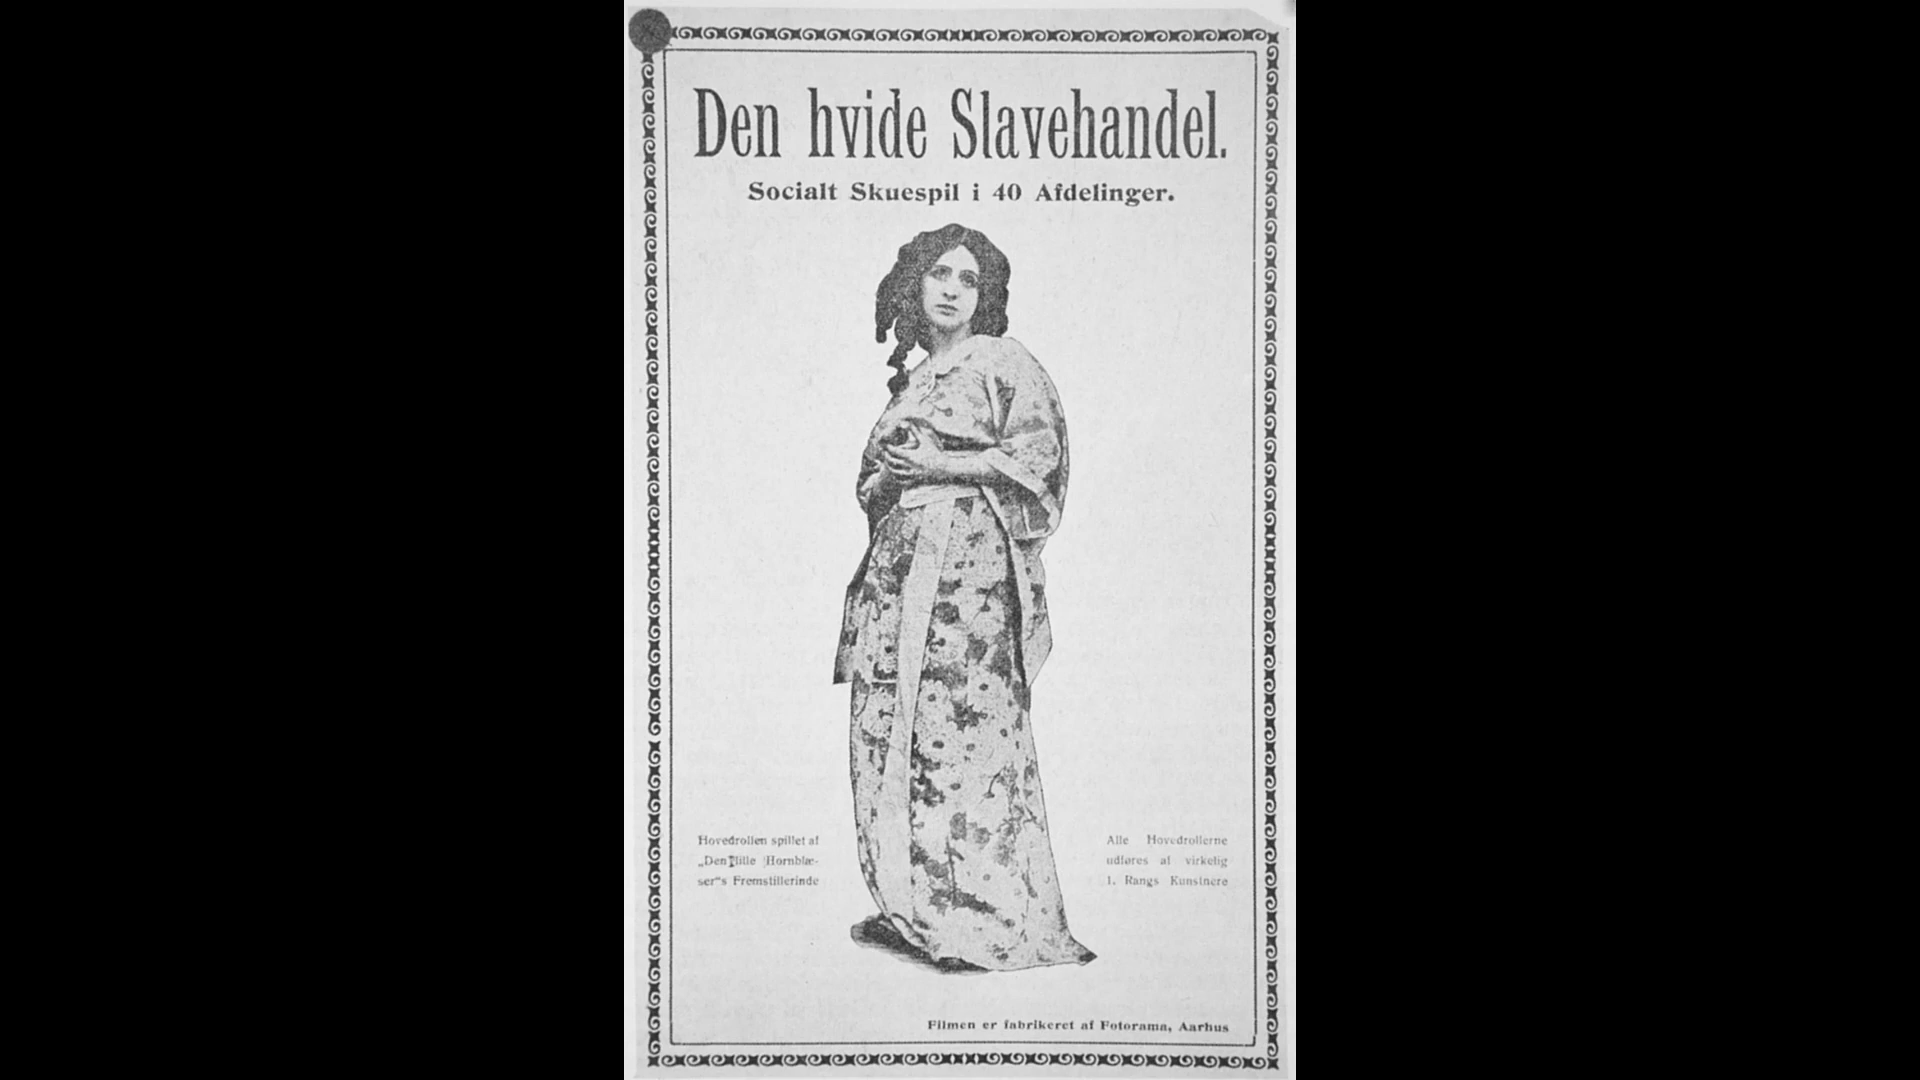 Den hvide Slavehandel.
Socialt Skuespil i 40 Afdelinger.
Hovedrollen spillet af
„Den lille Hornblæ-
ser“s Fremstillerinde
Alle Hovedrollerne
udføres af virkelig
1. Rangs Kunstnere
Filmen er fabrikeret af Fotorama, Aarhus